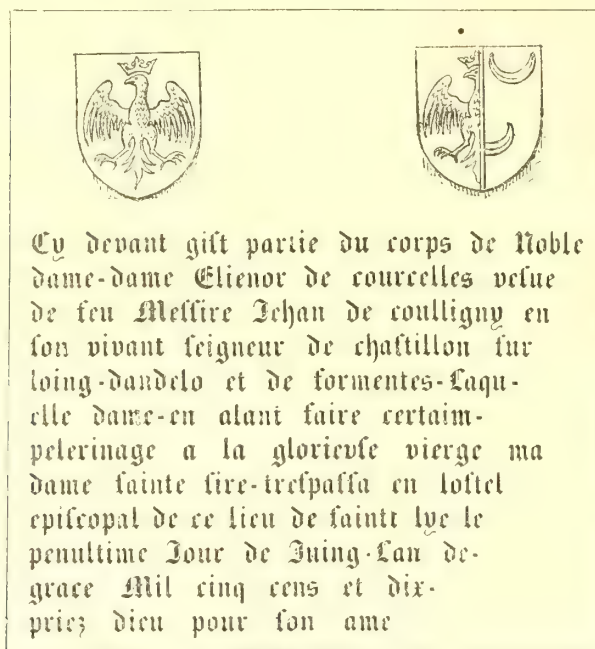 Cy devant gist partie du corps de Noble
dame-dame Elienor de courcelles vesue
de feu Messire Jehan de coulligny en
son vivant seigneur de chastillon sur
loing-dandelo et de formentes-Laqu-
elle dame-en alant faire certaim-
pelerinage a la glorieuse vierge ma
dame sainte sire-trespassa en lostel
episcopal de ce lieu de sainte lye le
penultime Jour de Juing-Lan de-
grace Mil cinq cens et dix-
priez dieu pour son ame